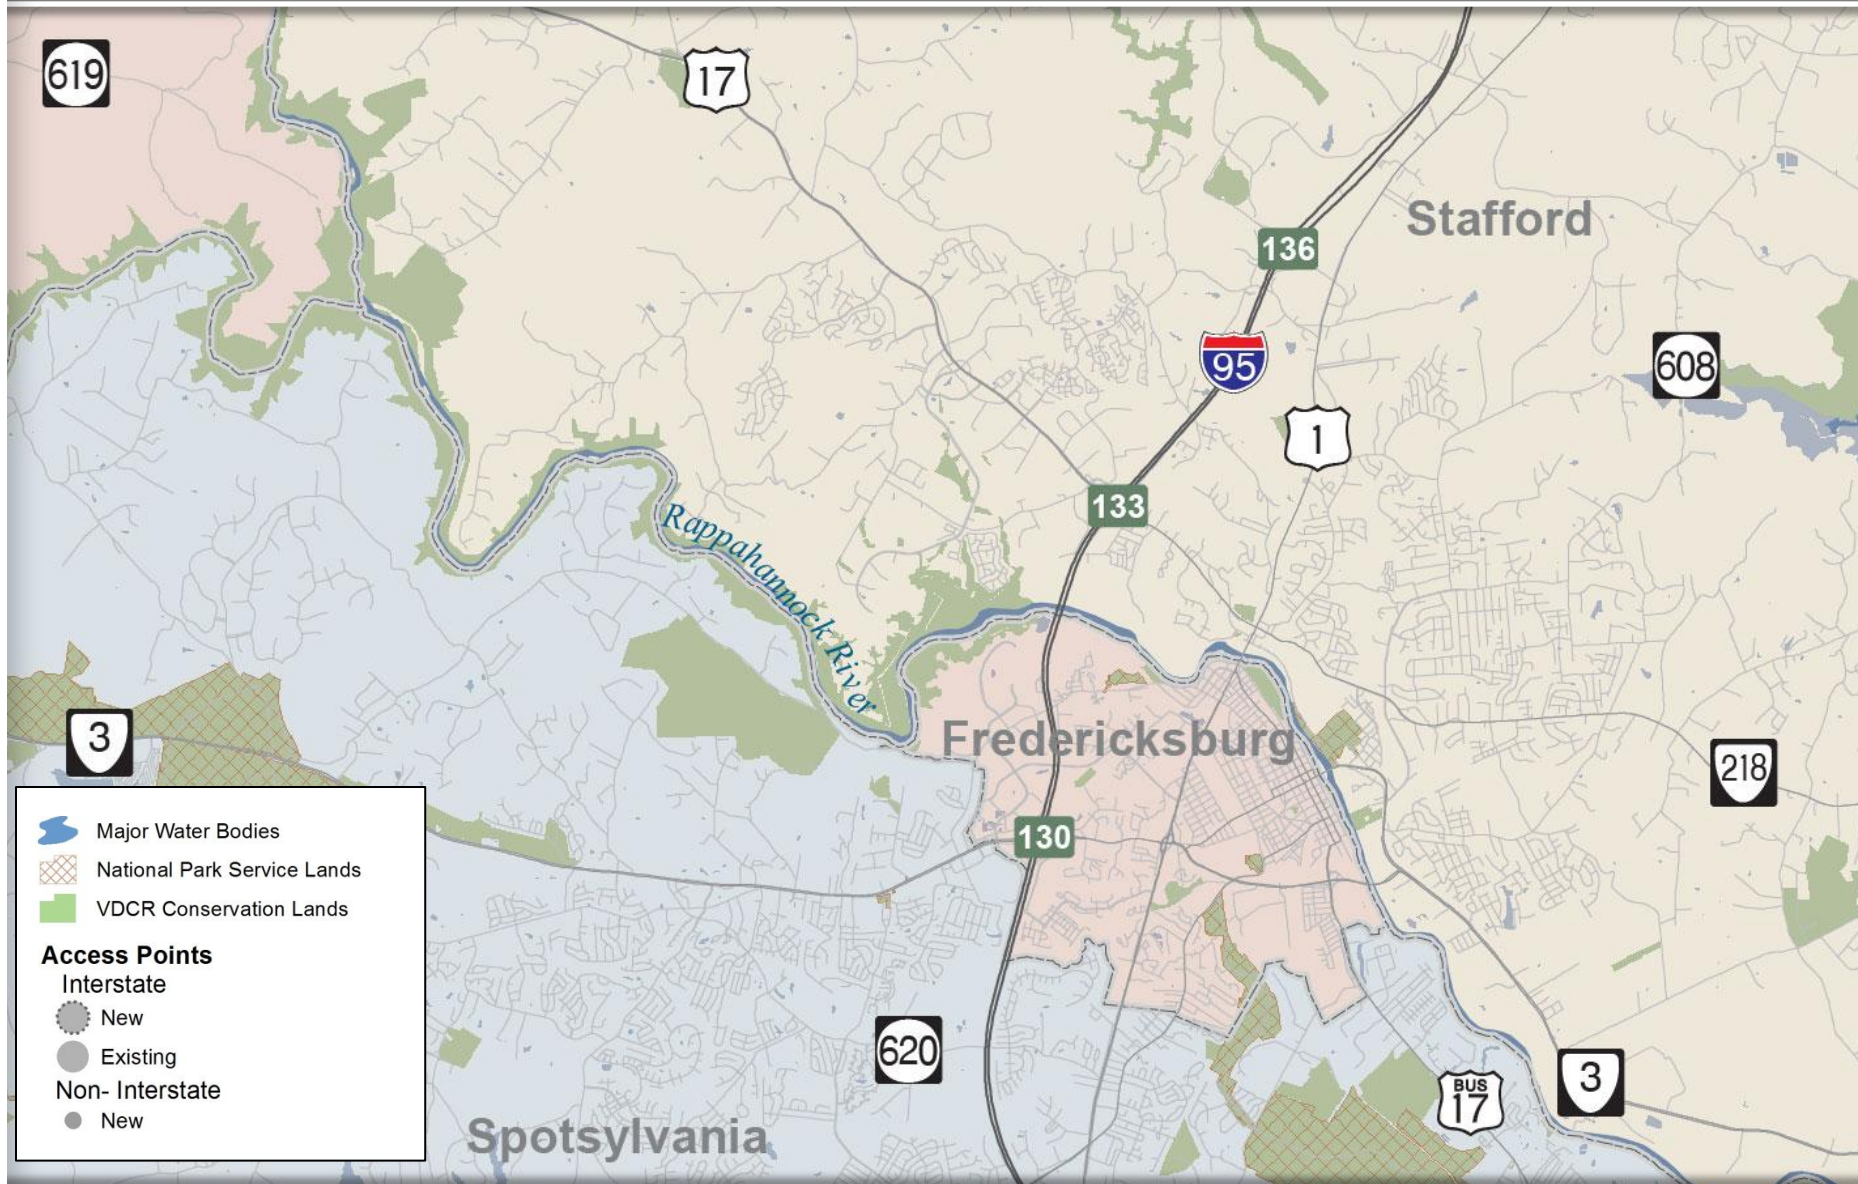 619
17
Stafford
136
95
608
1
133
Rappahannock River
3
Fredericksburg
218
130
Major Water Bodies
National Park Service Lands
VDCR Conservation Lands
Access Points
Interstate
New
Existing
Non- Interstate
New
620
Spotsylvania
BUS
17
3